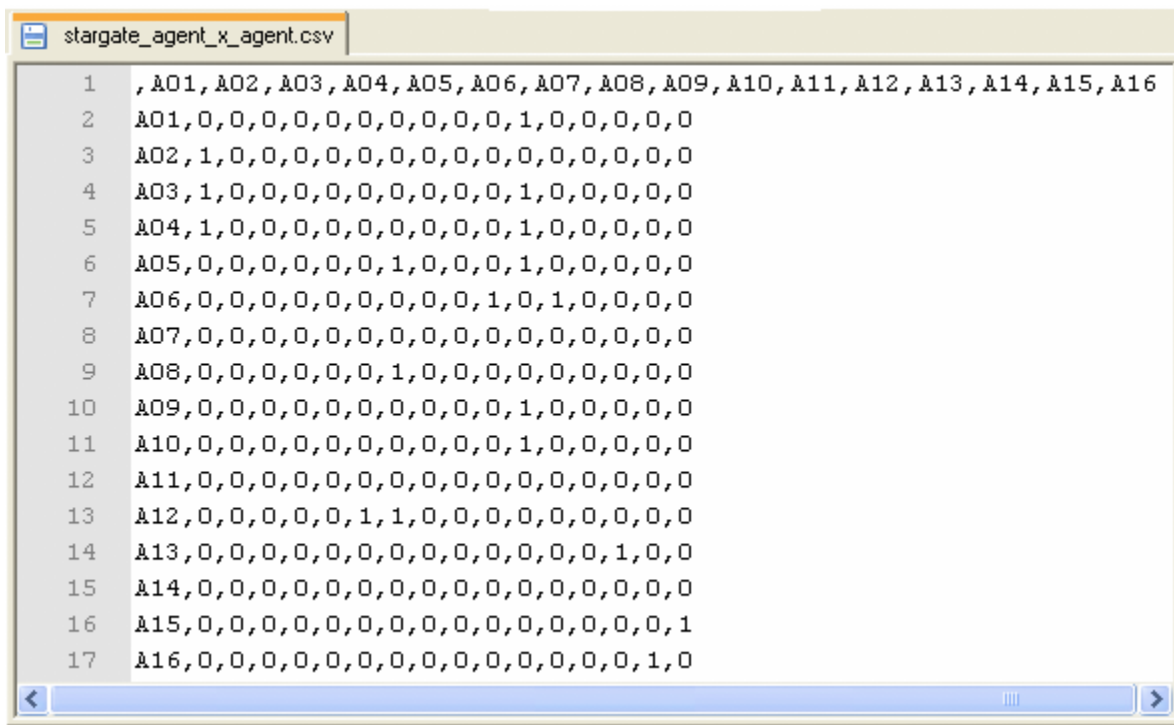 stargate_agent_x_agent.csv
1 ,A01,A02,A03,A04,A05,A06,A07,A08,A09,A10,A11,A12,A13,A14,A15,A16
2 A01,0,0,0,0,0,0,0,0,0,0,1,0,0,0,0,0
3 A02,1,0,0,0,0,0,0,0,0,0,0,0,0,0,0,0
4 A03,1,0,0,0,0,0,0,0,0,0,1,0,0,0,0,0
5 A04,1,0,0,0,0,0,0,0,0,0,1,0,0,0,0,0
6 A05,0,0,0,0,0,0,1,0,0,0,1,0,0,0,0,0
7 A06,0,0,0,0,0,0,0,0,0,1,0,1,0,0,0,0
8 A07,0,0,0,0,0,0,0,0,0,0,0,0,0,0,0,0
9 A08,0,0,0,0,0,0,1,0,0,0,0,0,0,0,0,0
10 A09,0,0,0,0,0,0,0,0,0,0,1,0,0,0,0,0
11 A10,0,0,0,0,0,0,0,0,0,0,1,0,0,0,0,0
12 A11,0,0,0,0,0,0,0,0,0,0,0,0,0,0,0,0
13 A12,0,0,0,0,0,1,1,0,0,0,0,0,0,0,0,0
14 A13,0,0,0,0,0,0,0,0,0,0,0,0,0,1,0,0
15 A14,0,0,0,0,0,0,0,0,0,0,0,0,0,0,0,0
16 A15,0,0,0,0,0,0,0,0,0,0,0,0,0,0,0,1
17 A16,0,0,0,0,0,0,0,0,0,0,0,0,0,0,1,0